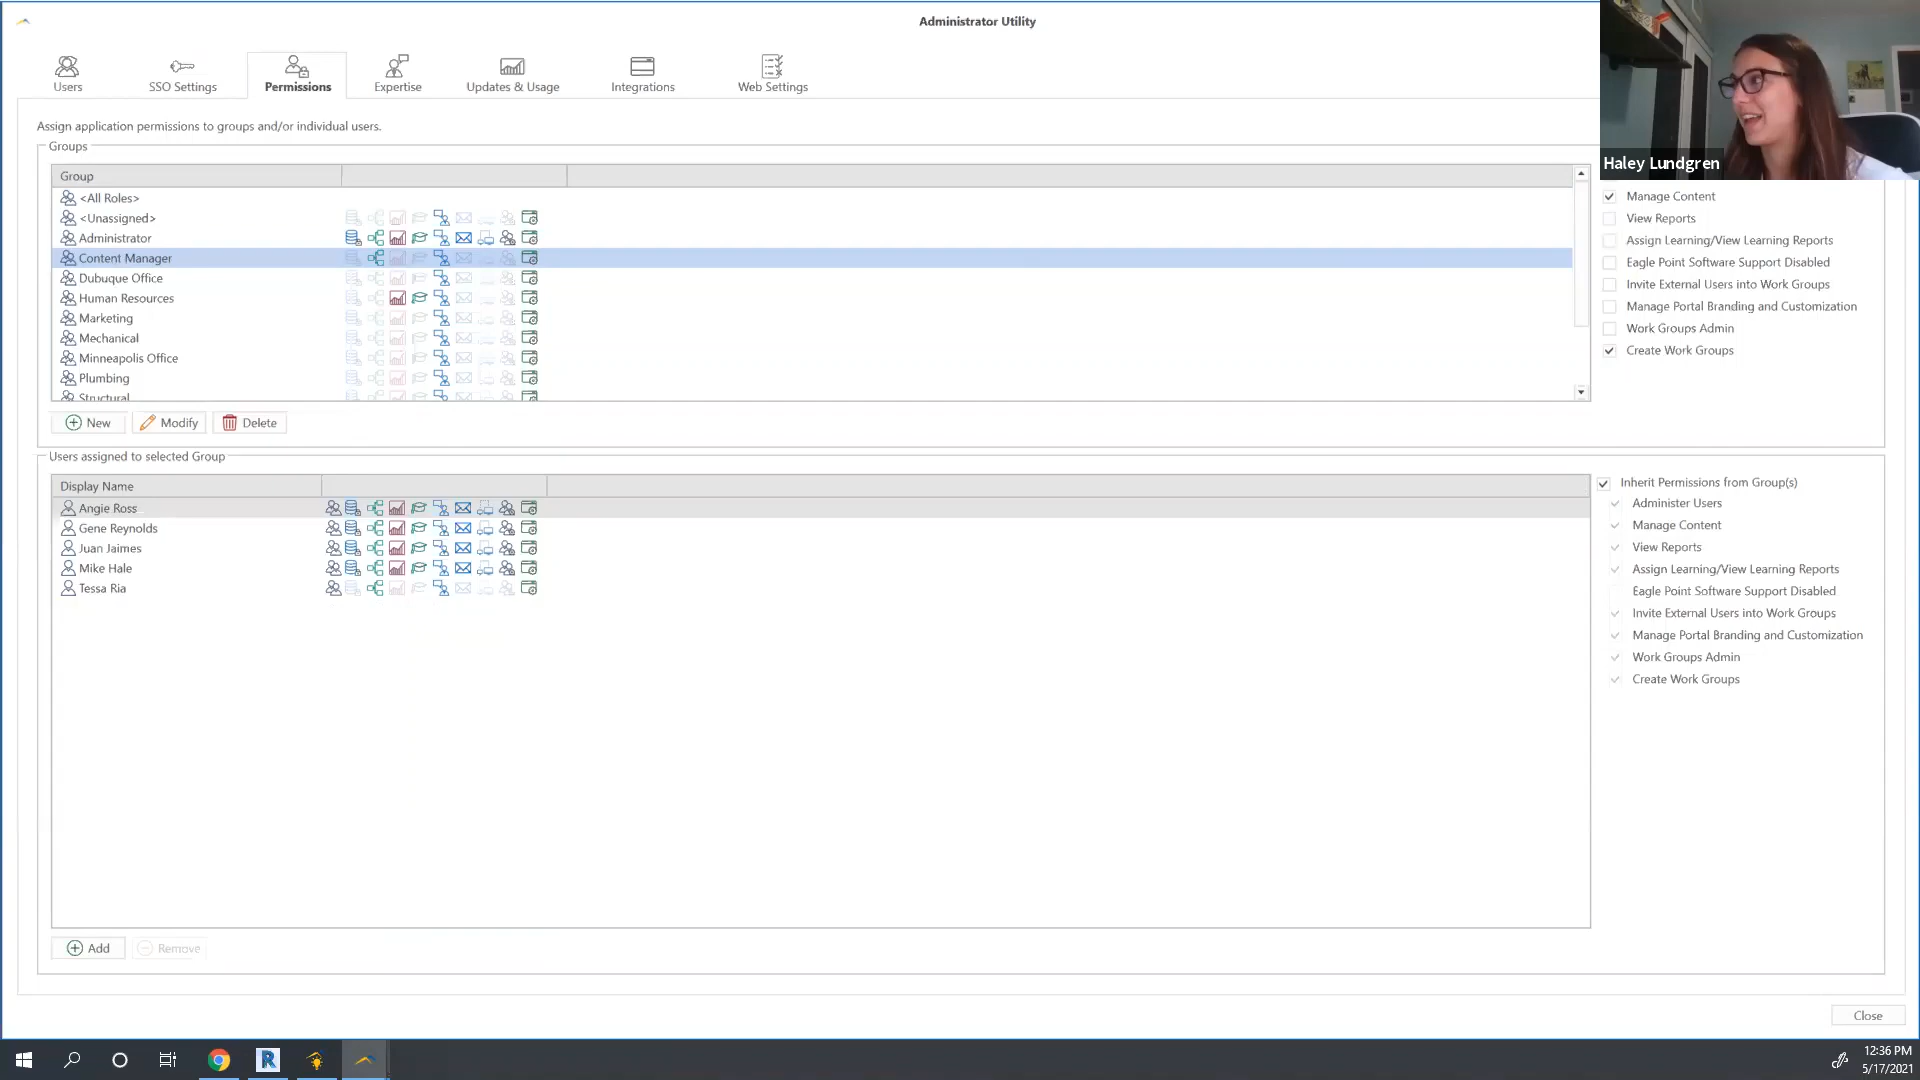 Administrator Utility
Users
SSO Settings
Permissions
Expertise
Updates & Usage
Integrations
Web Settings
Haley Lundgren
Assign application permissions to groups and/or individual users.
Groups
Group
<All Roles>
<Unassigned>
Administrator
Content Manager
Dubuque Office
Human Resources
Marketing
Mechanical
Minneapolis Office
Plumbing
Structural
Manage Content
View Reports
Assign Learning/View Learning Reports
Eagle Point Software Support Disabled
Invite External Users into Work Groups
Manage Portal Branding and Customization
Work Groups Admin
Create Work Groups
New
Modify
Delete
Users assigned to selected Group
Display Name
Angie Ross
Gene Reynolds
Juan Jaimes
Mike Hale
Tessa Ria
Inherit Permissions from Group(s)
Administer Users
Manage Content
View Reports
Assign Learning/View Learning Reports
Eagle Point Software Support Disabled
Invite External Users into Work Groups
Manage Portal Branding and Customization
Work Groups Admin
Create Work Groups
Add
Remove
Close
R
12:36 PM
5/17/2021